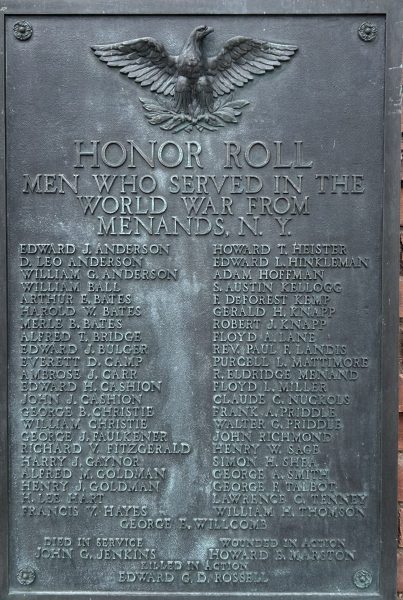 HONOR ROLL
MEN WHO SERVED IN THE
WORLD WAR FROM
MENANDS, N. Y.
EDWARD J. ANDERSON
D. LEO ANDERSON
WILLIAM G. ANDERSON
WILLIAM BALL
ARTHUR E. BATES
HAROLD W. BATES
MERLE B. BATES
ALFRED T. BRIDGE
EDWARD J. BULGER
EVERETT D. CAMP
AMBROSE J. CARR
EDWARD H. CASHION
JOHN J. CASHION
GEORGE B. CHRISTIE
WILLIAM CHRISTIE
GEORGE J. FAULKENER
RICHARD V. FITZGERALD
HARRY J. GAYNOR
ALFRED M. GOLDMAN
HENRY J. GOLDMAN
H. LEE HART
FRANCIS V. HAYES
HOWARD T. HEISTER
EDWARD L. HINKLEMAN
ADAM HOFFMAN
S. AUSTIN KELLOGG
F. DEFOREST KEMP
GERALD H. KNAPP
ROBERT J. KNAPP
FLOYD A. LANE
REV. PAUL F. LANDIS
PURCELL L. MATTIMORE
R. ELDRIDGE MENAND
FLOYD L. MILLER
CLAUDE C. NUCKOLS
FRANK A. PRIDDLE
WALTER G. PRIDDLE
JOHN RICHMOND
HENRY W. SAGE
SIMON H. SHEA
GEORGE A. SMITH
GEORGE F. TALBOT
LAWRENCE G. TENNEY
WILLIAM H. THOMSON
GEORGE E. WILLCOMB
DIED IN SERVICE
JOHN G. JENKINS
WOUNDED IN ACTION
HOWARD E. MARSTON
KILLED IN ACTION
EDWARD G. D. ROSSELL